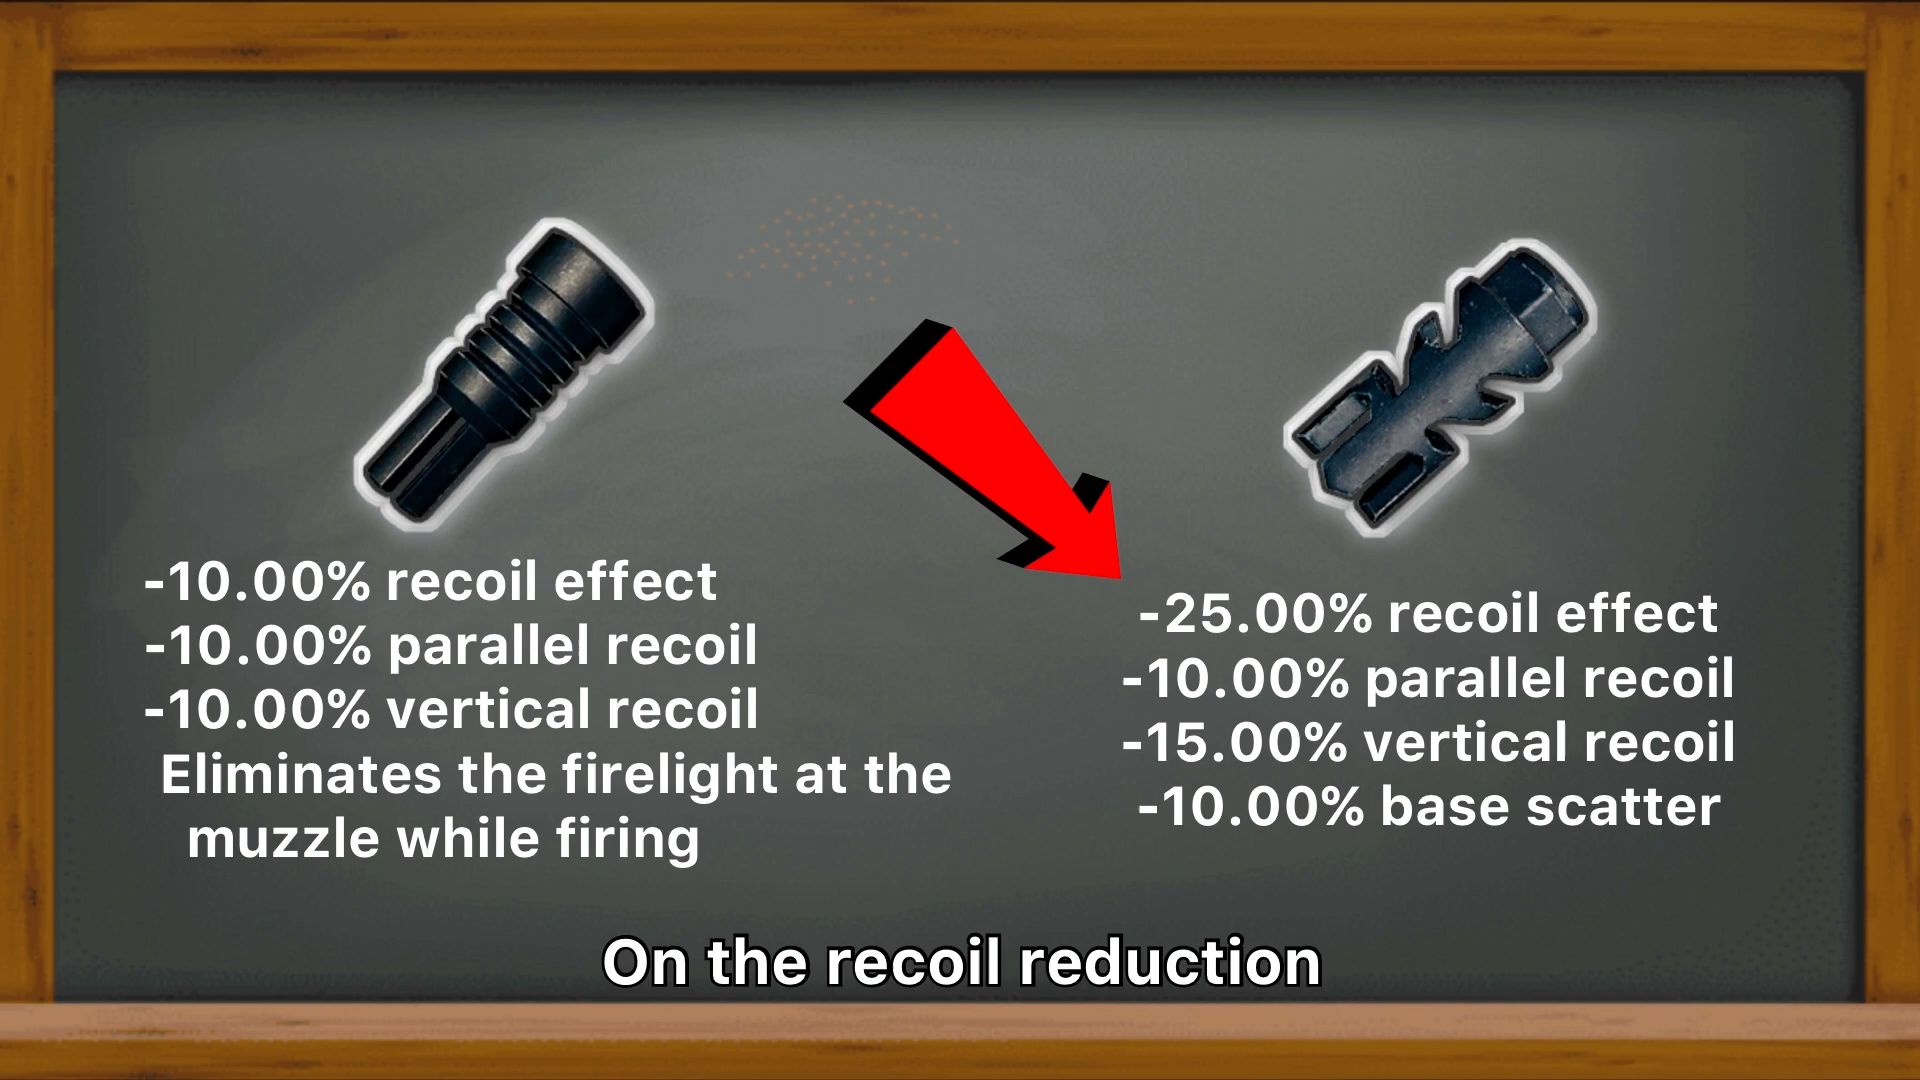 -10.00% recoil effect
-10.00% parallel recoil
-10.00% vertical recoil
Eliminates the firelight at the
muzzle while firing
-25.00% recoil effect
-10.00% parallel recoil
-15.00% vertical recoil
-10.00% base scatter
On the recoil reduction